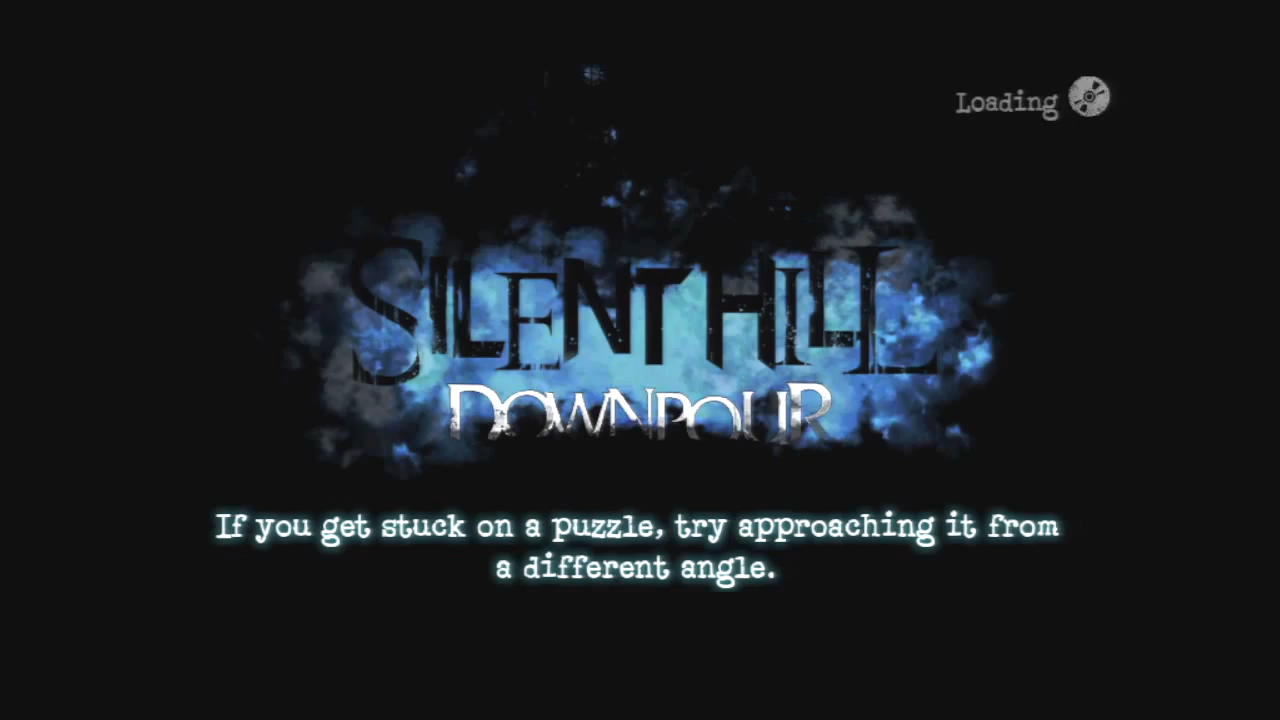 Loading
SILENT HILL
DOWNPOUR
If you get stuck on a puzzle, try approaching it from
a different angle.